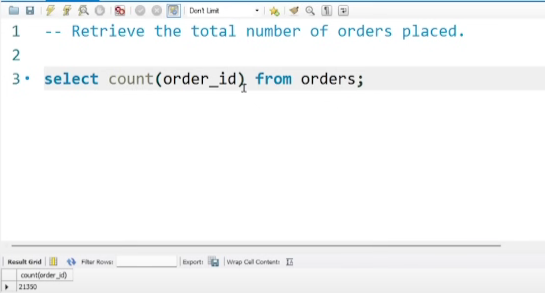 Don't Limit
1 -- Retrieve the total number of orders placed.
2
3 select count(order_id) from orders;
Result Grid Filter Rows: Export: Wrap Cell Content:
count(order_id)
21350